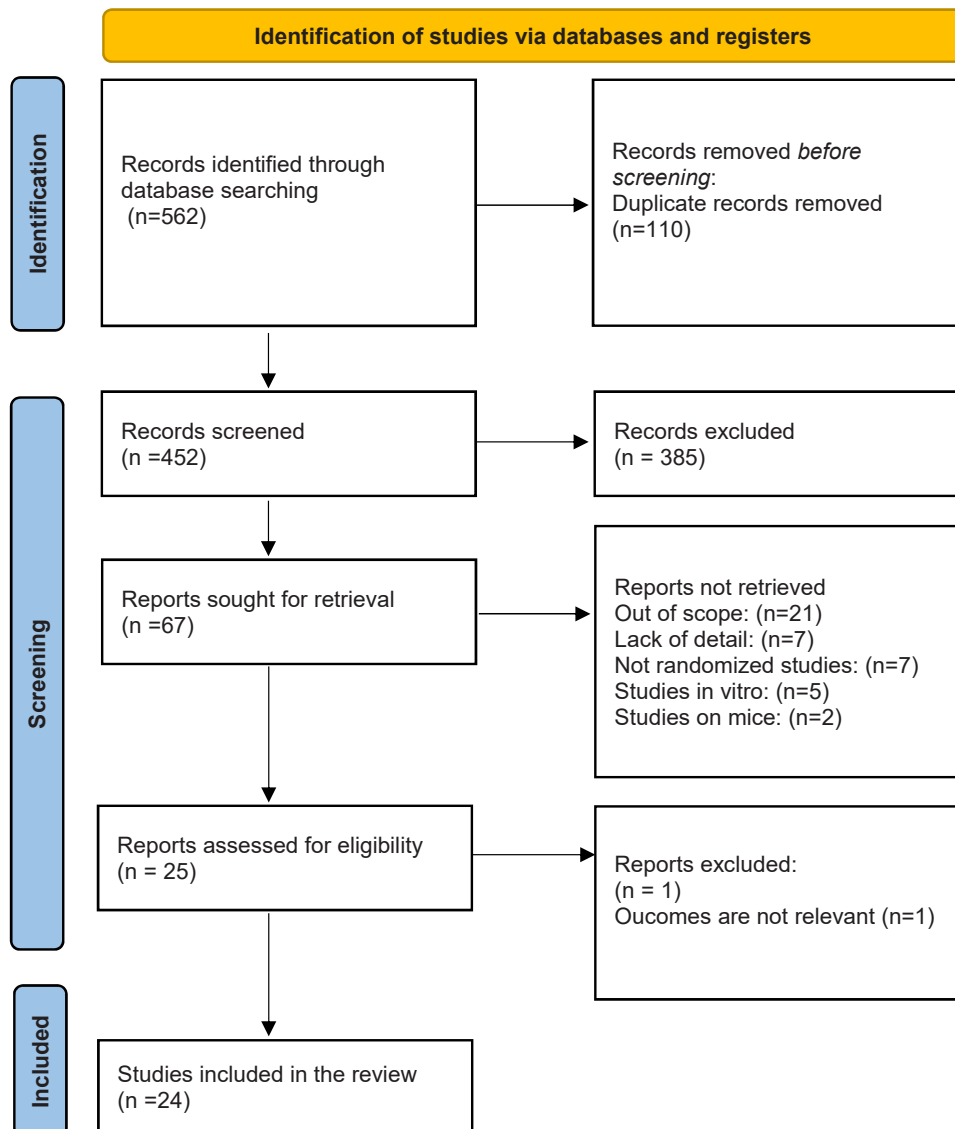 Identification of studies via databases and registers
Identification
Records identified through
database searching
(n=562)
Records removed before
screening:
Duplicate records removed
(n=110)
Screening
Records screened
(n =452)
Records excluded
(n = 385)
Reports sought for retrieval
(n =67)
Reports not retrieved
Out of scope: (n=21)
Lack of detail: (n=7)
Not randomized studies: (n=7)
Studies in vitro: (n=5)
Studies on mice: (n=2)
Reports assessed for eligibility
(n = 25)
Reports excluded:
(n = 1)
Oucomes are not relevant (n=1)
Included
Studies included in the review
(n =24)